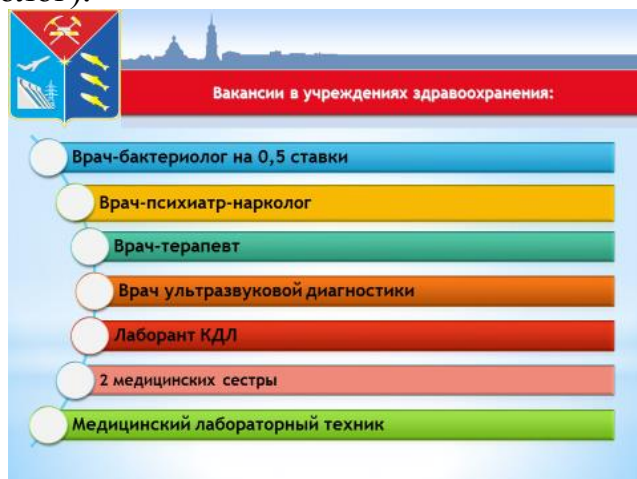 Вакансии в учреждениях здравоохранения:
Врач-бактериолог на 0,5 ставки
Врач-психиатр-нарколог
Врач-терапевт
Врач ультразвуковой диагностики
Лаборант КДЛ
2 медицинских сестры
Медицинский лабораторный техник